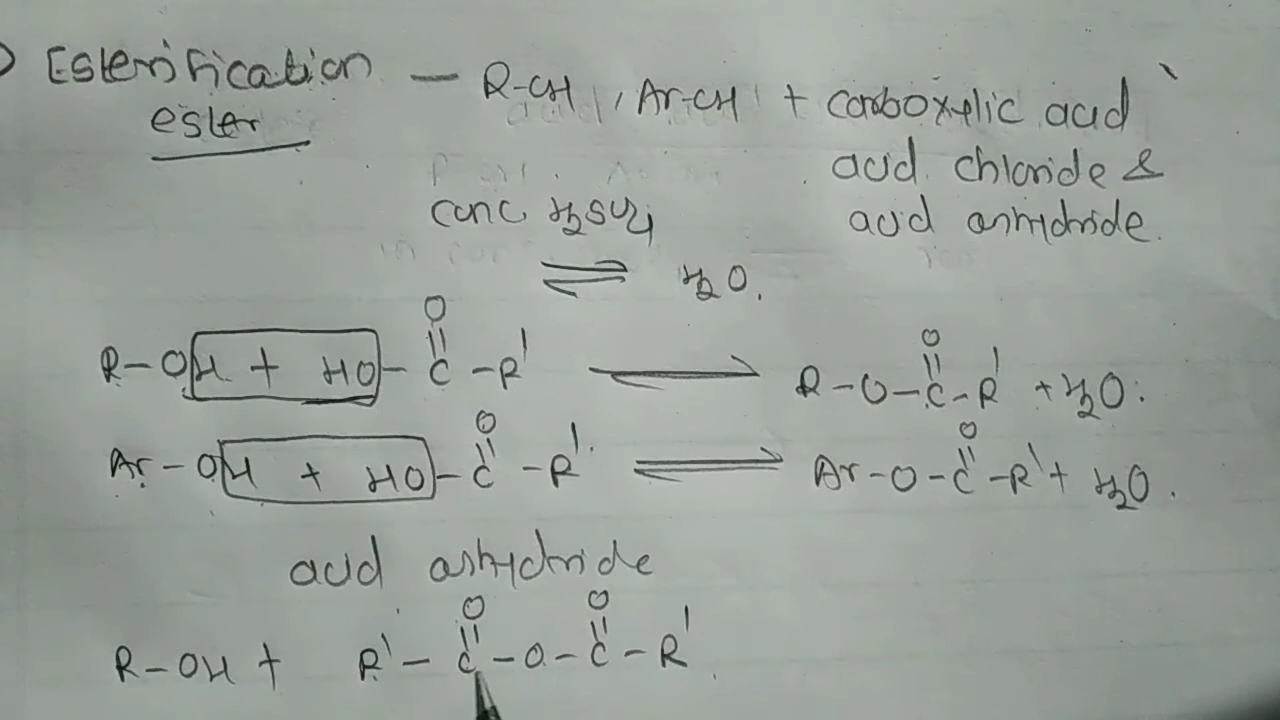 Esterification — R-OH, Ar-OH + carboxylic acid
ester
acid chloride &
acid anhydride.
conc H2SO4
⇌ H2O.
O O
|| ||
R-OH + HO-C-R' ⇌ R-O-C-R' + H2O.
O O
|| ||
Ar-OH + HO-C-R' ⇌ Ar-O-C-R' + H2O.
acid anhydride
O O
|| ||
R-OH + R'-C-O-C-R'